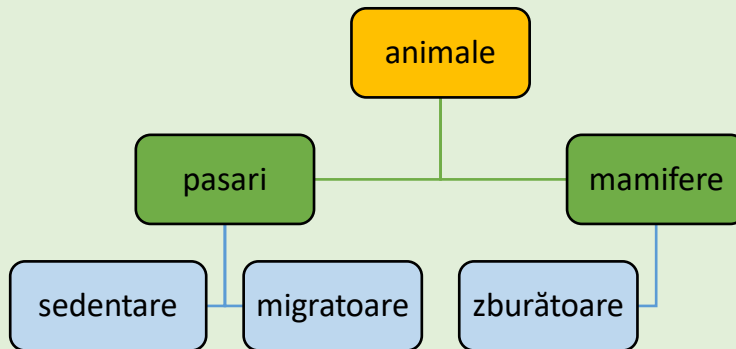 animale
pasari
mamifere
sedentare
migratoare
zburătoare